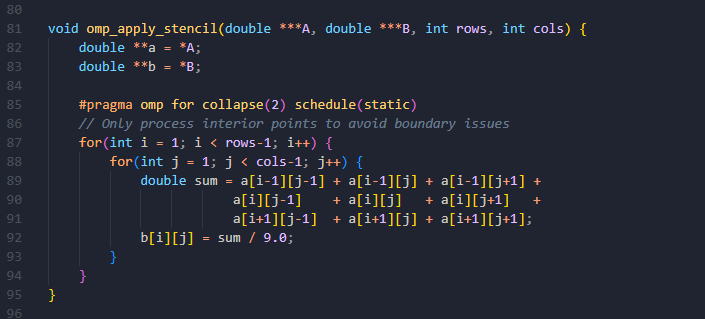 80
81 void omp_apply_stencil(double ***A, double ***B, int rows, int cols) {
82     double **a = *A;
83     double **b = *B;
84
85     #pragma omp for collapse(2) schedule(static)
86     // Only process interior points to avoid boundary issues
87     for(int i = 1; i < rows-1; i++) {
88         for(int j = 1; j < cols-1; j++) {
89             double sum = a[i-1][j-1] + a[i-1][j] + a[i-1][j+1] +
90                         a[i][j-1]    + a[i][j]   + a[i][j+1]   +
91                         a[i+1][j-1]  + a[i+1][j] + a[i+1][j+1];
92             b[i][j] = sum / 9.0;
93         }
94     }
95 }
96